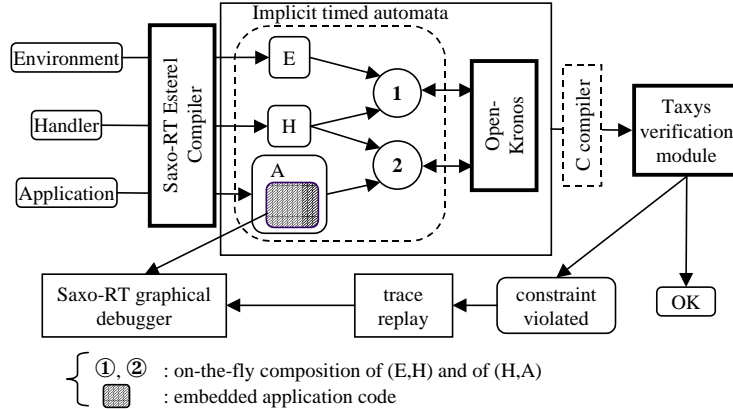 Implicit timed automata
Environment
Handler
Application
Saxo-RT Esterel
Compiler
E
H
A
1
2
Open-
Kronos
C compiler
Taxys
verification
module
Saxo-RT graphical
debugger
trace
replay
constraint
violated
OK
①, ② : on-the-fly composition of (E,H) and of (H,A)
: embedded application code